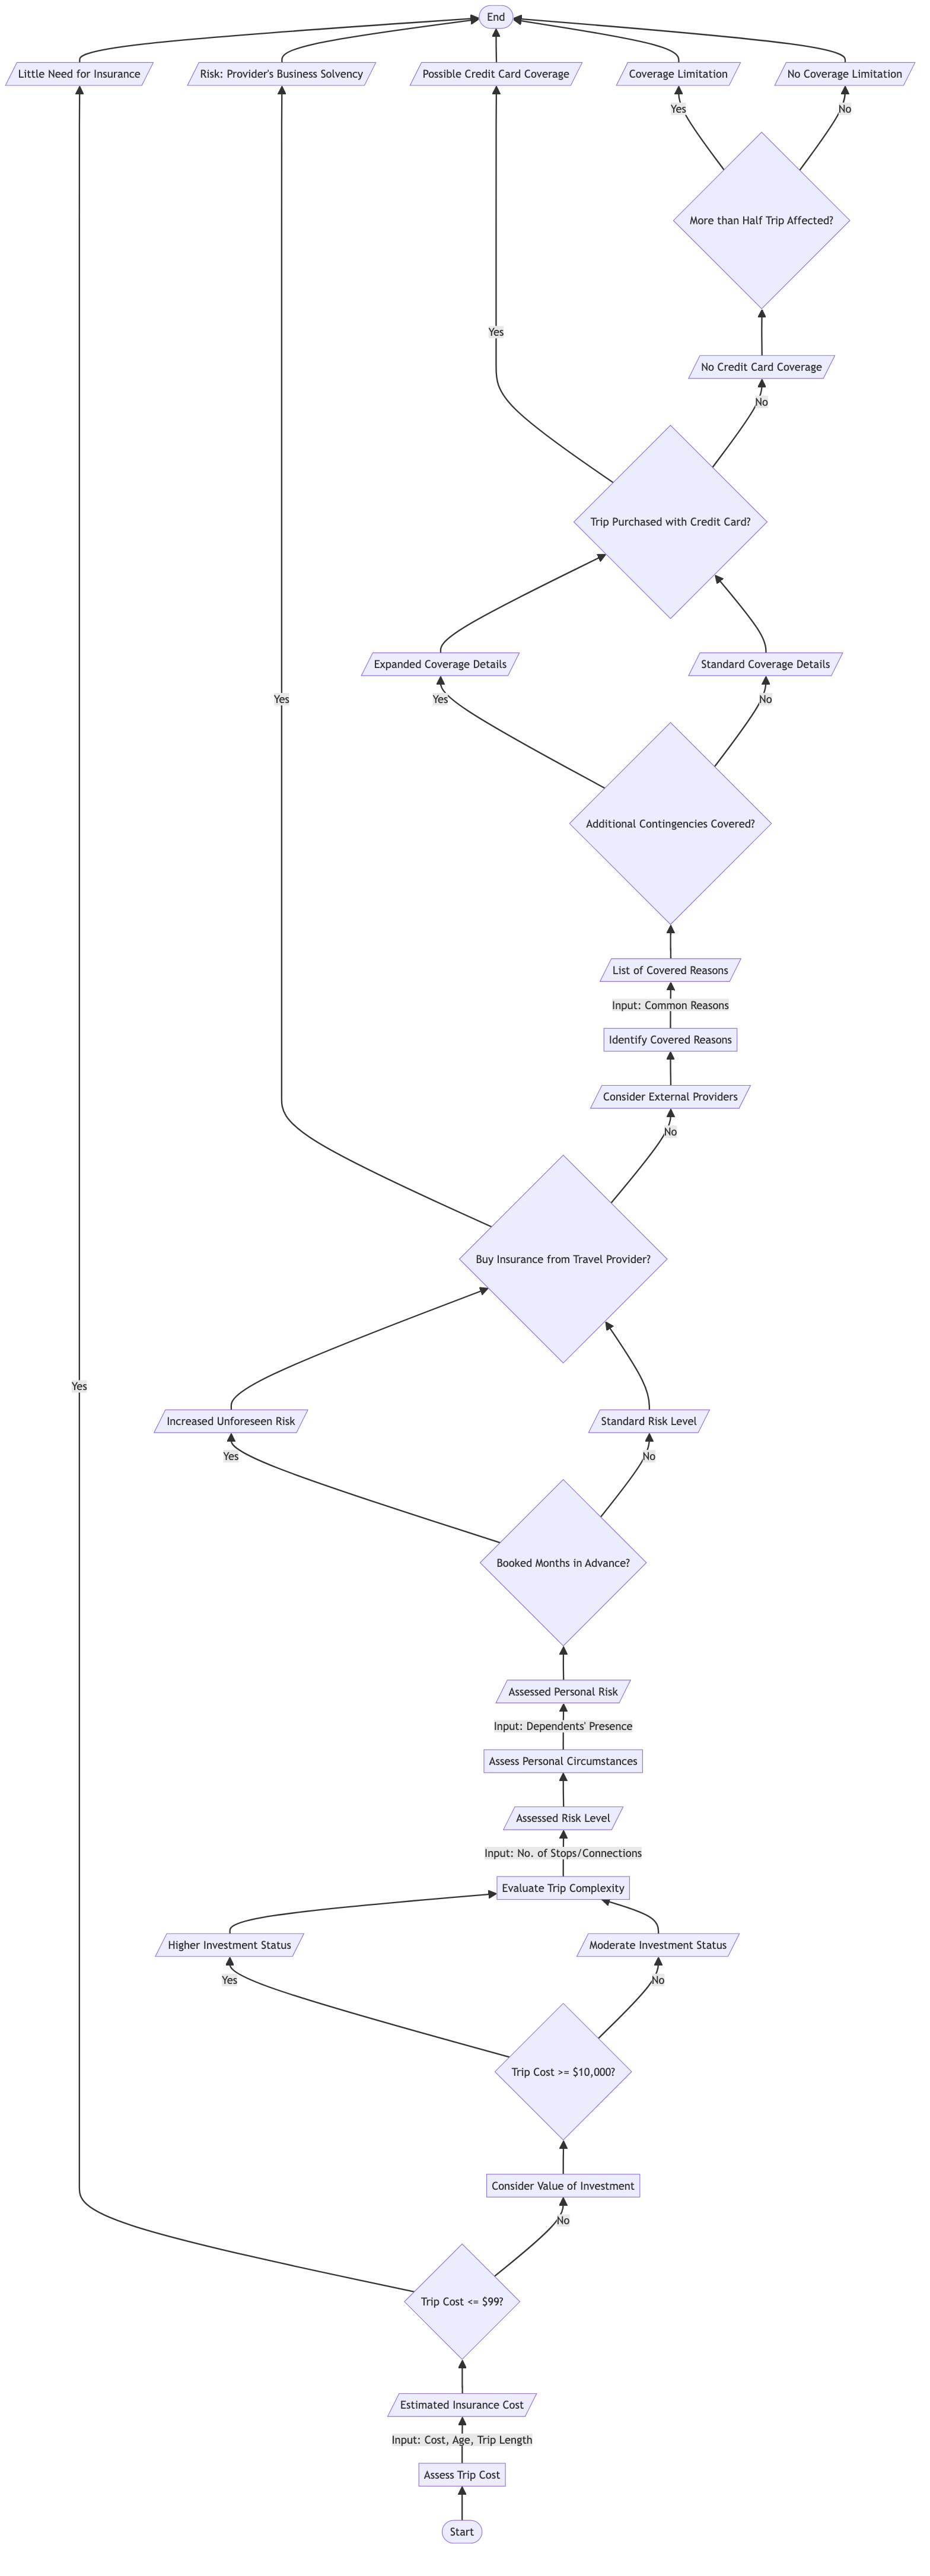 End
Little Need for Insurance
Risk: Provider's Business Solvency
Possible Credit Card Coverage
Coverage Limitation
No Coverage Limitation
Yes
No
More than Half Trip Affected?
Yes
No Credit Card Coverage
No
Trip Purchased with Credit Card?
Expanded Coverage Details
Standard Coverage Details
Yes
Yes
No
Additional Contingencies Covered?
List of Covered Reasons
Input: Common Reasons
Identify Covered Reasons
Consider External Providers
No
Buy Insurance from Travel Provider?
Yes
Increased Unforeseen Risk
Standard Risk Level
Yes
No
Booked Months in Advance?
Assessed Personal Risk
Input: Dependents' Presence
Assess Personal Circumstances
Assessed Risk Level
Input: No. of Stops/Connections
Evaluate Trip Complexity
Higher Investment Status
Moderate Investment Status
Yes
No
Trip Cost >= $10,000?
Consider Value of Investment
No
Trip Cost <= $99?
Estimated Insurance Cost
Input: Cost, Age, Trip Length
Assess Trip Cost
Start